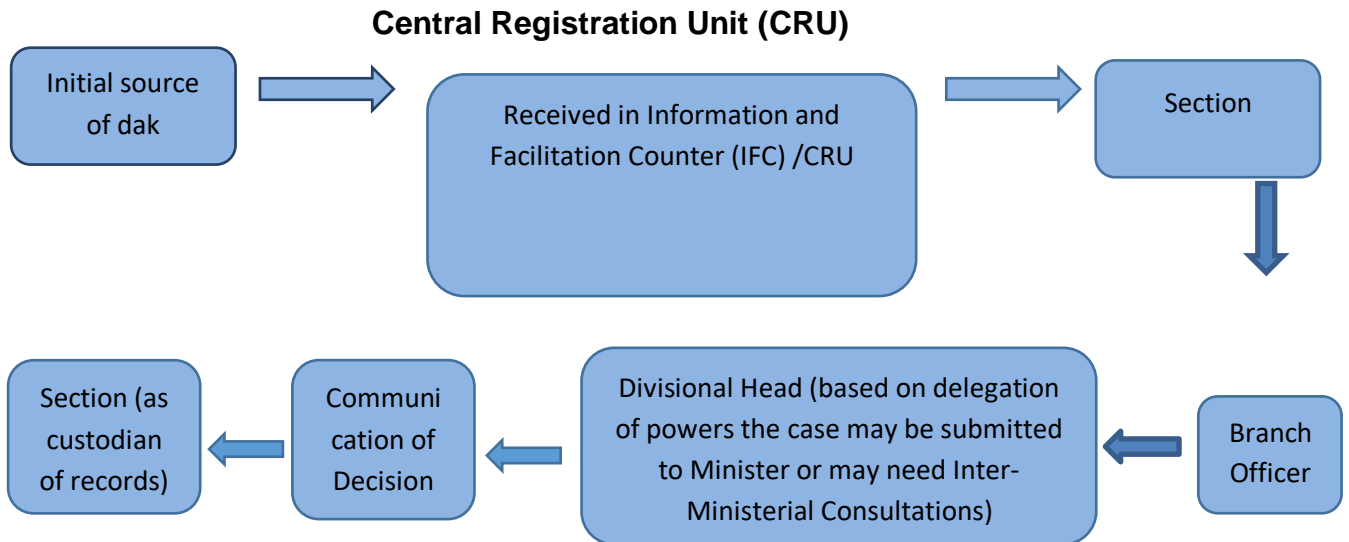 Central Registration Unit (CRU)
Initial source
of dak
Received in Information and
Facilitation Counter (IFC) /CRU
Section
Section (as
custodian
of records)
Communi
cation of
Decision
Divisional Head (based on delegation
of powers the case may be submitted
to Minister or may need Inter-
Ministerial Consultations)
Branch
Officer